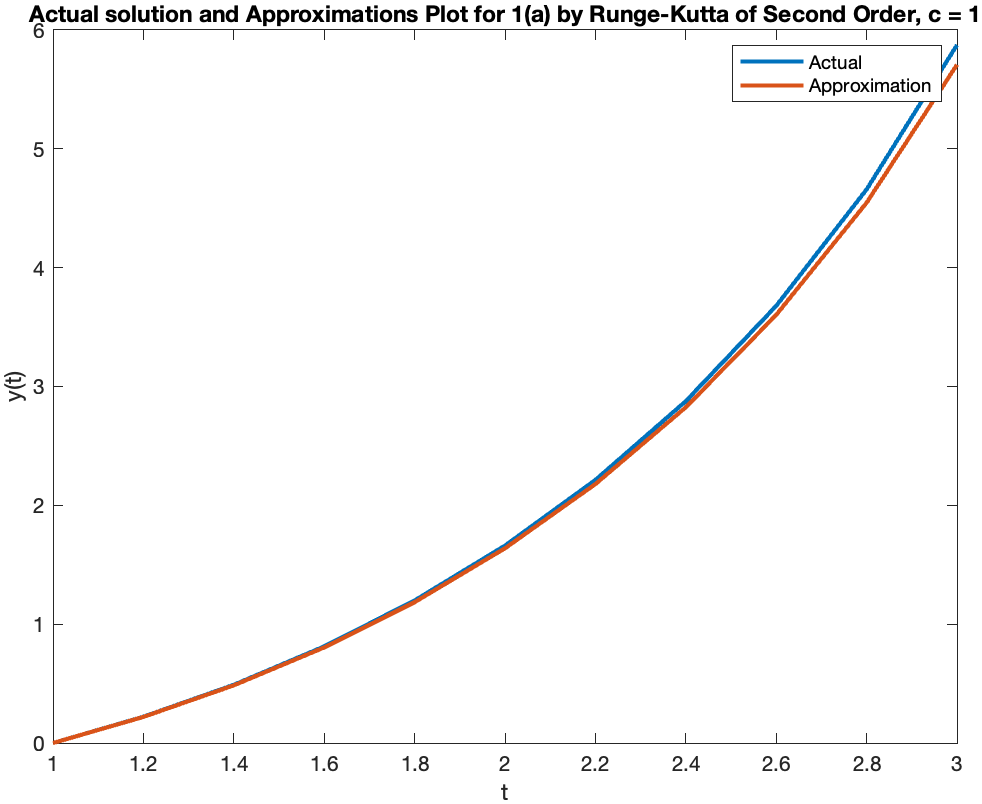 Actual solution and Approximations Plot for 1(a) by Runge-Kutta of Second Order, c = 1
Actual
Approximation
6
5
4
3
2
1
0
y(t)
1 1.2 1.4 1.6 1.8 2 2.2 2.4 2.6 2.8 3
t